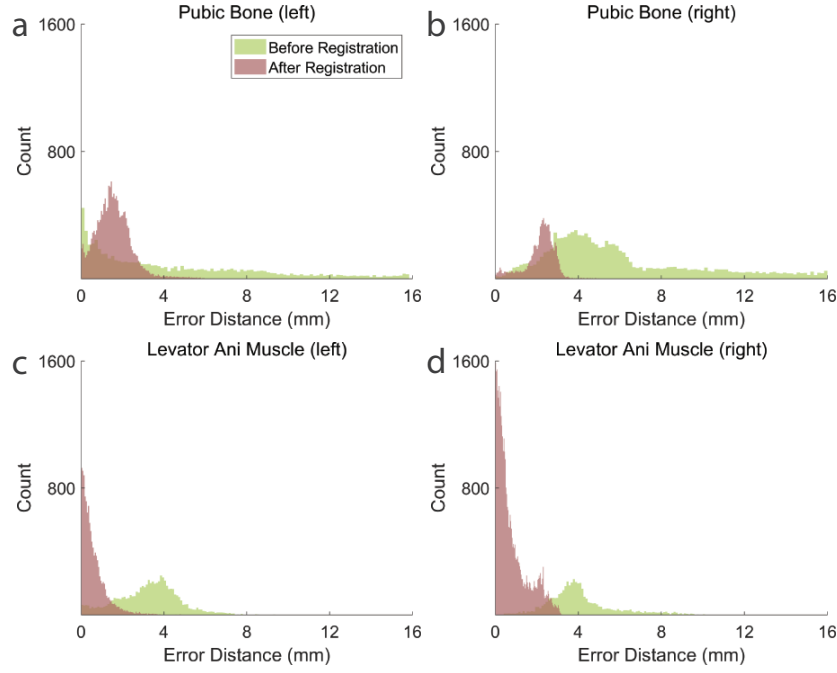 a
Pubic Bone (left)
1600
800
Count
Before Registration
After Registration
0 4 8 12 16
Error Distance (mm)
b
Pubic Bone (right)
1600
800
Count
0 4 8 12 16
Error Distance (mm)
c
Levator Ani Muscle (left)
1600
800
Count
0 4 8 12 16
Error Distance (mm)
d
Levator Ani Muscle (right)
1600
800
Count
0 4 8 12 16
Error Distance (mm)